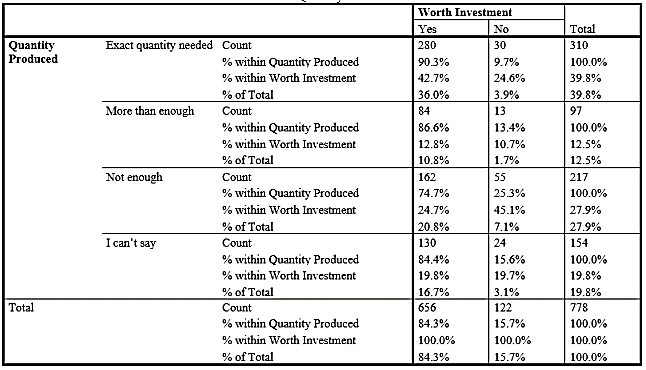 Worth Investment
Yes No Total
Quantity Produced Exact quantity needed Count 280 30 310
% within Quantity Produced 90.3% 9.7% 100.0%
% within Worth Investment 42.7% 24.6% 39.8%
% of Total 36.0% 3.9% 39.8%
More than enough Count 84 13 97
% within Quantity Produced 86.6% 13.4% 100.0%
% within Worth Investment 12.8% 10.7% 12.5%
% of Total 10.8% 1.7% 12.5%
Not enough Count 162 55 217
% within Quantity Produced 74.7% 25.3% 100.0%
% within Worth Investment 24.7% 45.1% 27.9%
% of Total 20.8% 7.1% 27.9%
I can't say Count 130 24 154
% within Quantity Produced 84.4% 15.6% 100.0%
% within Worth Investment 19.8% 19.7% 19.8%
% of Total 16.7% 3.1% 19.8%
Total Count 656 122 778
% within Quantity Produced 84.3% 15.7% 100.0%
% within Worth Investment 100.0% 100.0% 100.0%
% of Total 84.3% 15.7% 100.0%